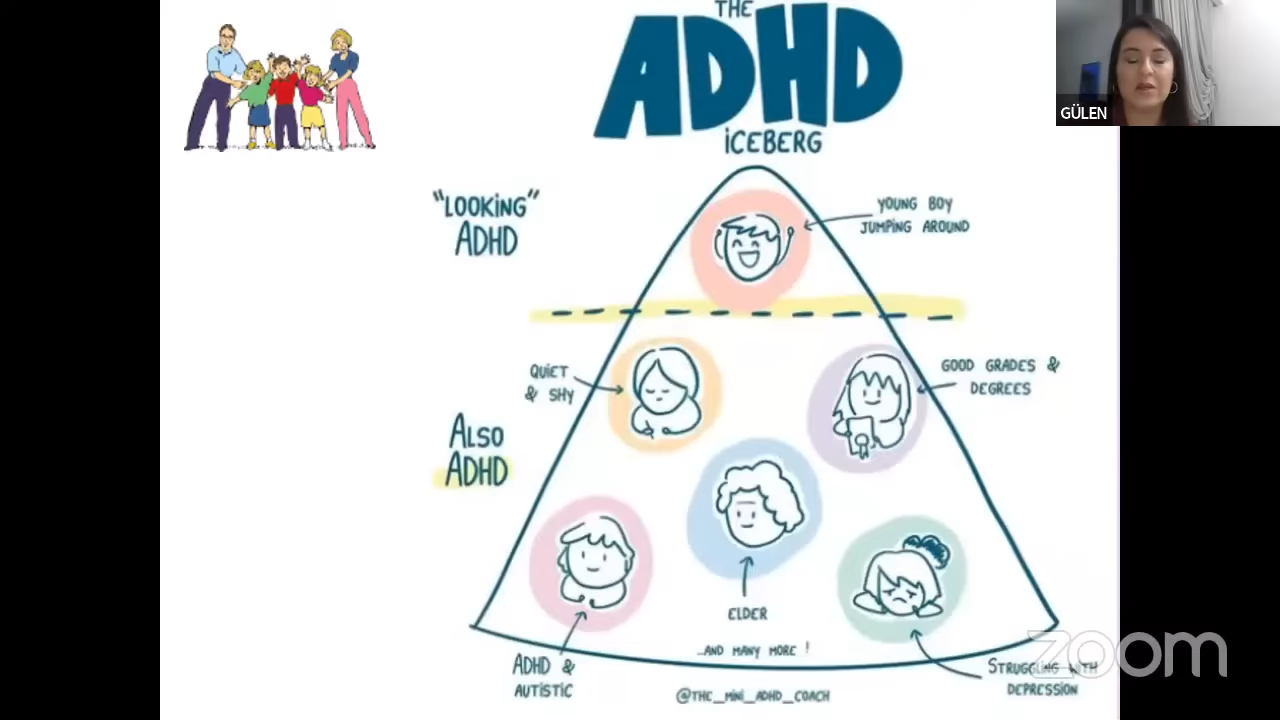 THE
ADHD
iCEBERG
GÜLEN
"LOOKiNG"
ADHD
YOUNG BOY
JUMPiNG AROUND
QUiET
& SHY
GOOD GRADES &
DEGREES
ALSO
ADHD
ELDER
...AND MANY MORE !
ADHD &
AUTiSTiC
STRUGGLiNG WiTH
DEPRESSiON
@THE_MiNi_ADHD_COACH
zoom